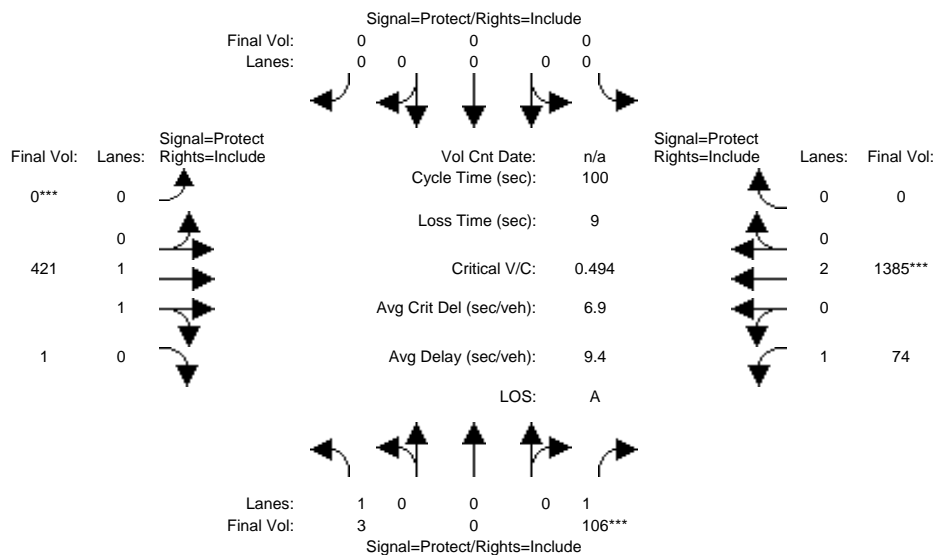 Signal=Protect/Rights=Include
Final Vol: 0 0 0
Lanes: 0 0 0 0 0
Signal=Protect
Final Vol: Lanes: Rights=Include
Vol Cnt Date: n/a
Signal=Protect
Rights=Include Lanes: Final Vol:
Cycle Time (sec): 100
0*** 0 0 0
Loss Time (sec): 9
0 0
421 1 Critical V/C: 0.494 2 1385***
1 Avg Crit Del (sec/veh): 6.9 0
1 0 Avg Delay (sec/veh): 9.4 1 74
LOS: A
Lanes: 1 0 0 0 1
Final Vol: 3 0 106***
Signal=Protect/Rights=Include